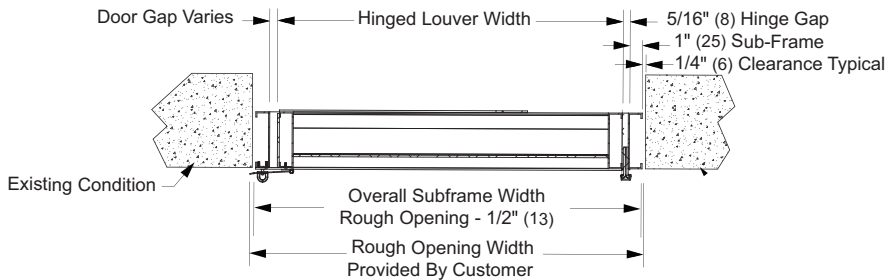 Door Gap Varies
Hinged Louver Width
5/16" (8) Hinge Gap
1" (25) Sub-Frame
1/4" (6) Clearance Typical
Existing Condition
Overall Subframe Width
Rough Opening - 1/2" (13)
Rough Opening Width
Provided By Customer